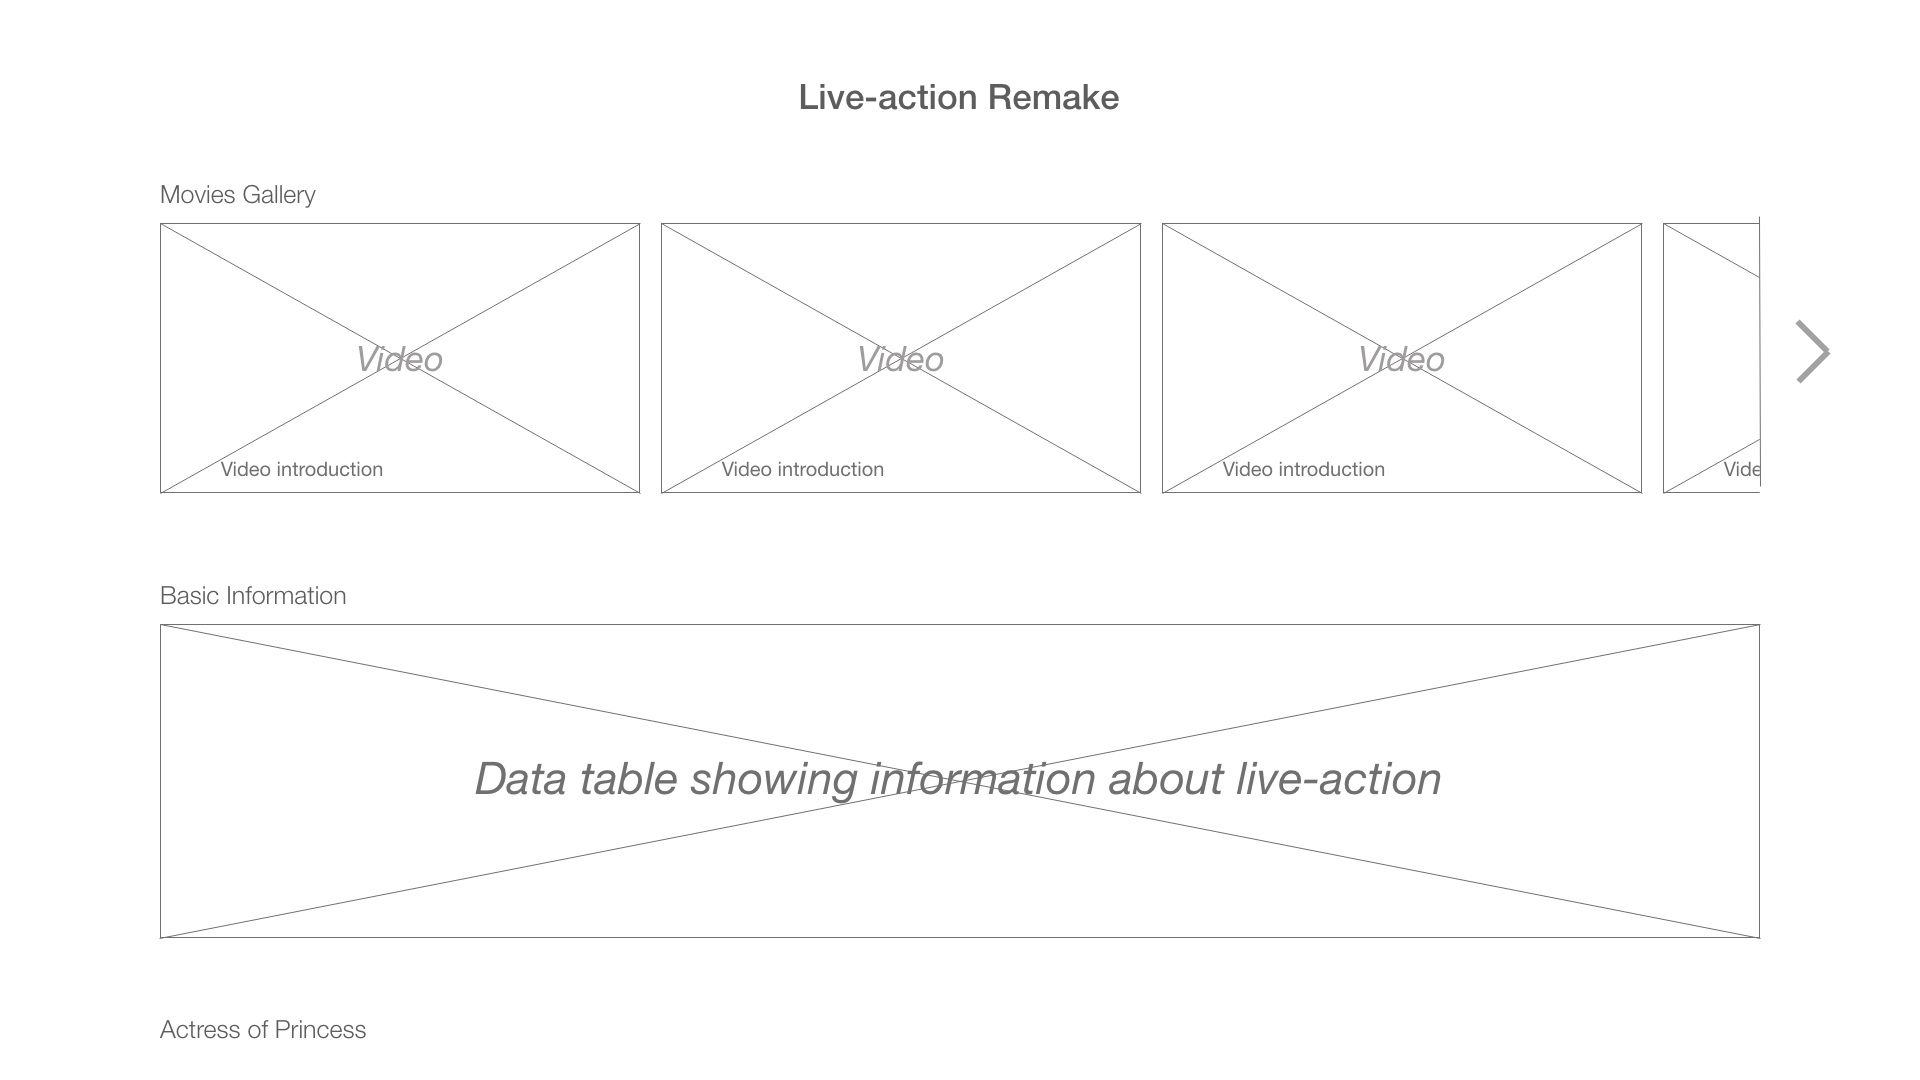 Live-action Remake
Movies Gallery
Video
Video
Video
Video introduction
Video introduction
Video introduction
Vide
Basic Information
Data table showing information about live-action
Actress of Princess